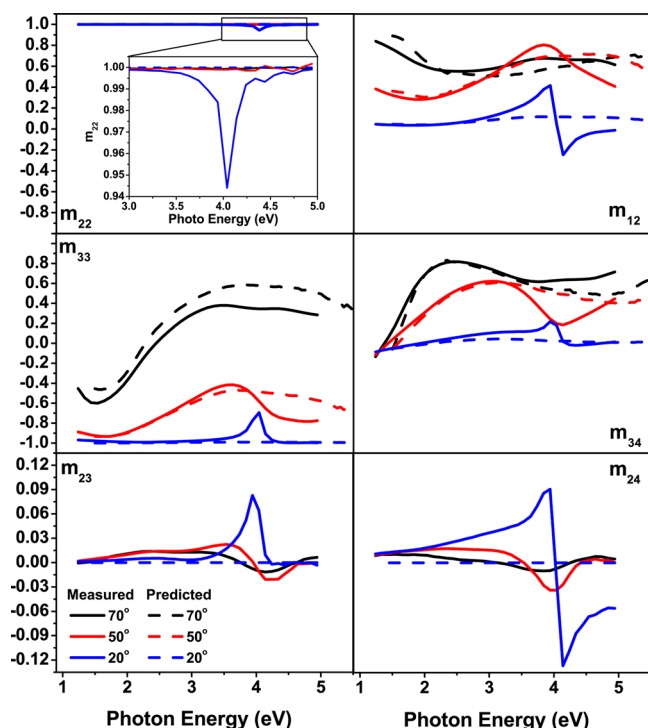 1.0
0.8
0.6
0.4
0.2
0.0
-0.2
-0.4
-0.6
-0.8
m22
1.00
0.99
0.98
0.97
0.96
0.95
0.94
m22
3.0 3.5 4.0 4.5 5.0
Photo Energy (eV)
m12
m33
0.8
0.6
0.4
0.2
0.0
-0.2
-0.4
-0.6
-0.8
-1.0
m34
m23
0.12
0.09
0.06
0.03
0.00
-0.03
-0.06
-0.09
-0.12
Measured Predicted
70° 70°
50° 50°
20° 20°
m24
1 2 3 4 5
1 2 3 4 5
Photon Energy (eV)
Photon Energy (eV)